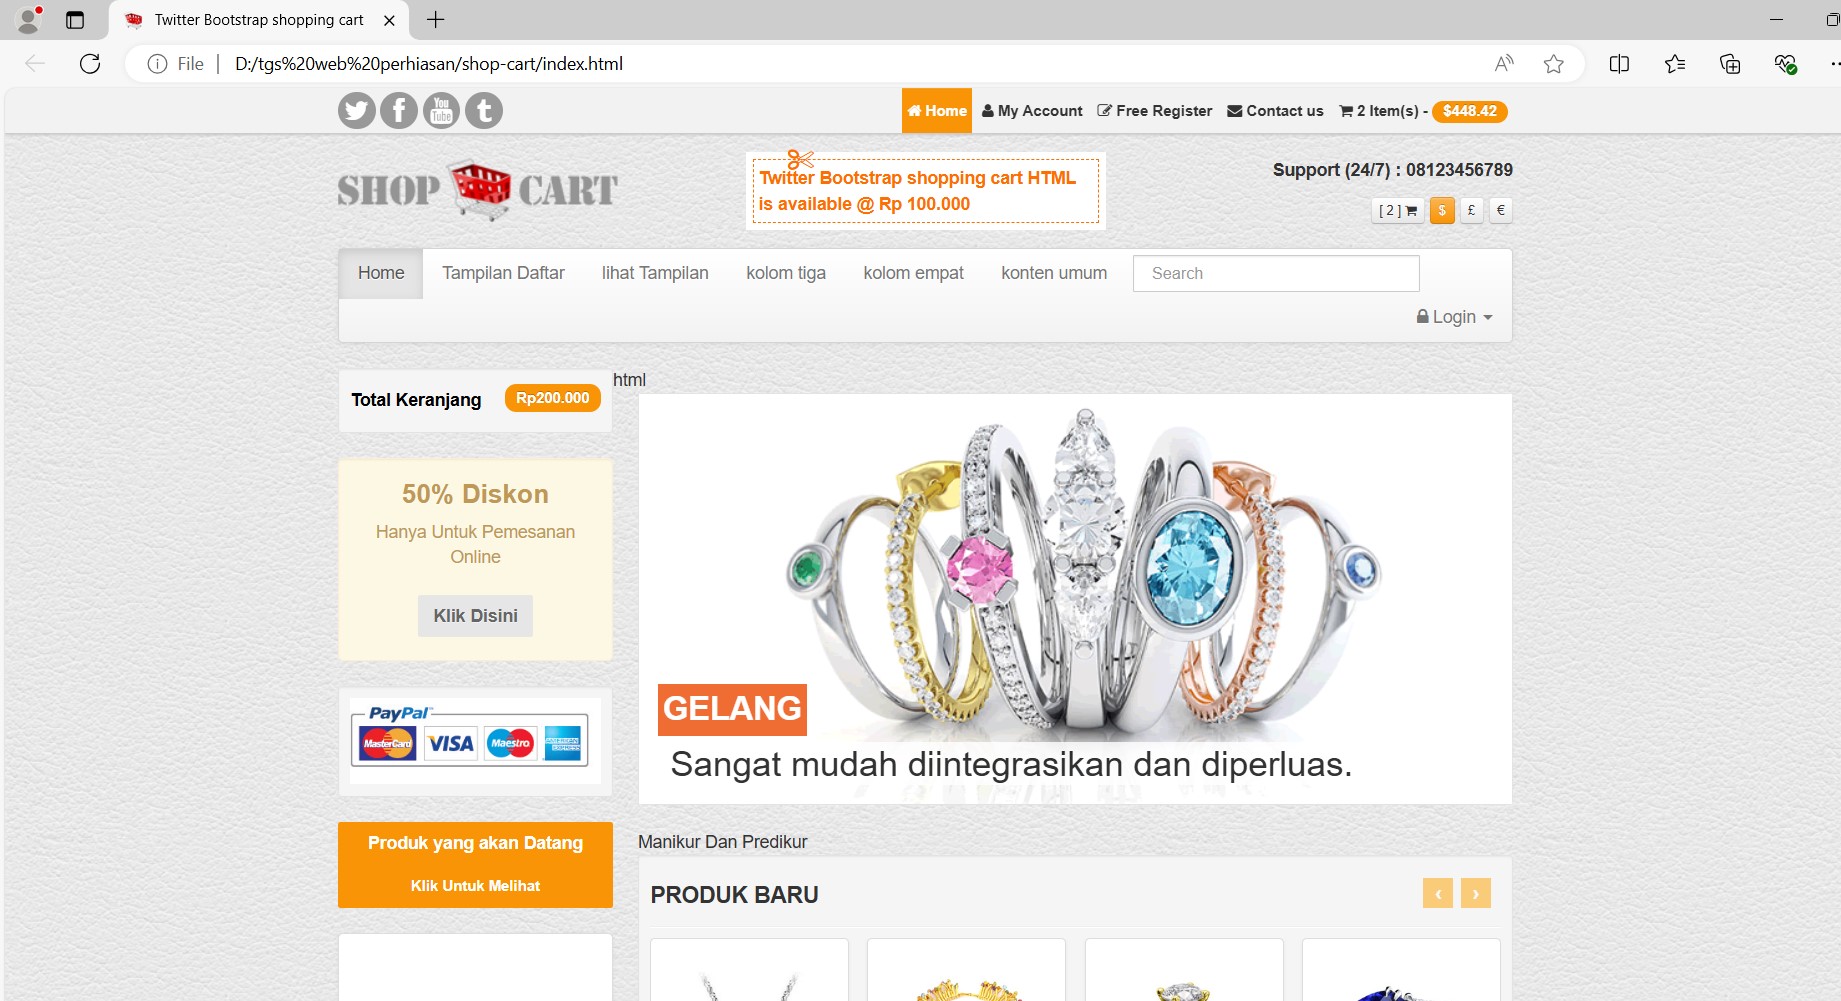 Twitter Bootstrap shopping cart
File
D:/tgs%20web%20perhiasan/shop-cart/index.html
You
Tube
Home
My Account
Free Register
Contact us
2 Item(s) - $448.42
SHOP CART
Twitter Bootstrap shopping cart HTML
is available @ Rp 100.000
Support (24/7) : 08123456789
[ 2 ] $ £ €
Home
Tampilan Daftar
lihat Tampilan
kolom tiga
kolom empat
konten umum
Search
Login
Total Keranjang Rp200.000
html
50% Diskon
Hanya Untuk Pemesanan
Online
Klik Disini
PayPal
MasterCard VISA Maestro AMERICAN EXPRESS
Produk yang akan Datang
Klik Untuk Melihat
GELANG
Sangat mudah diintegrasikan dan diperluas.
Manikur Dan Predikur
PRODUK BARU
‹ ›